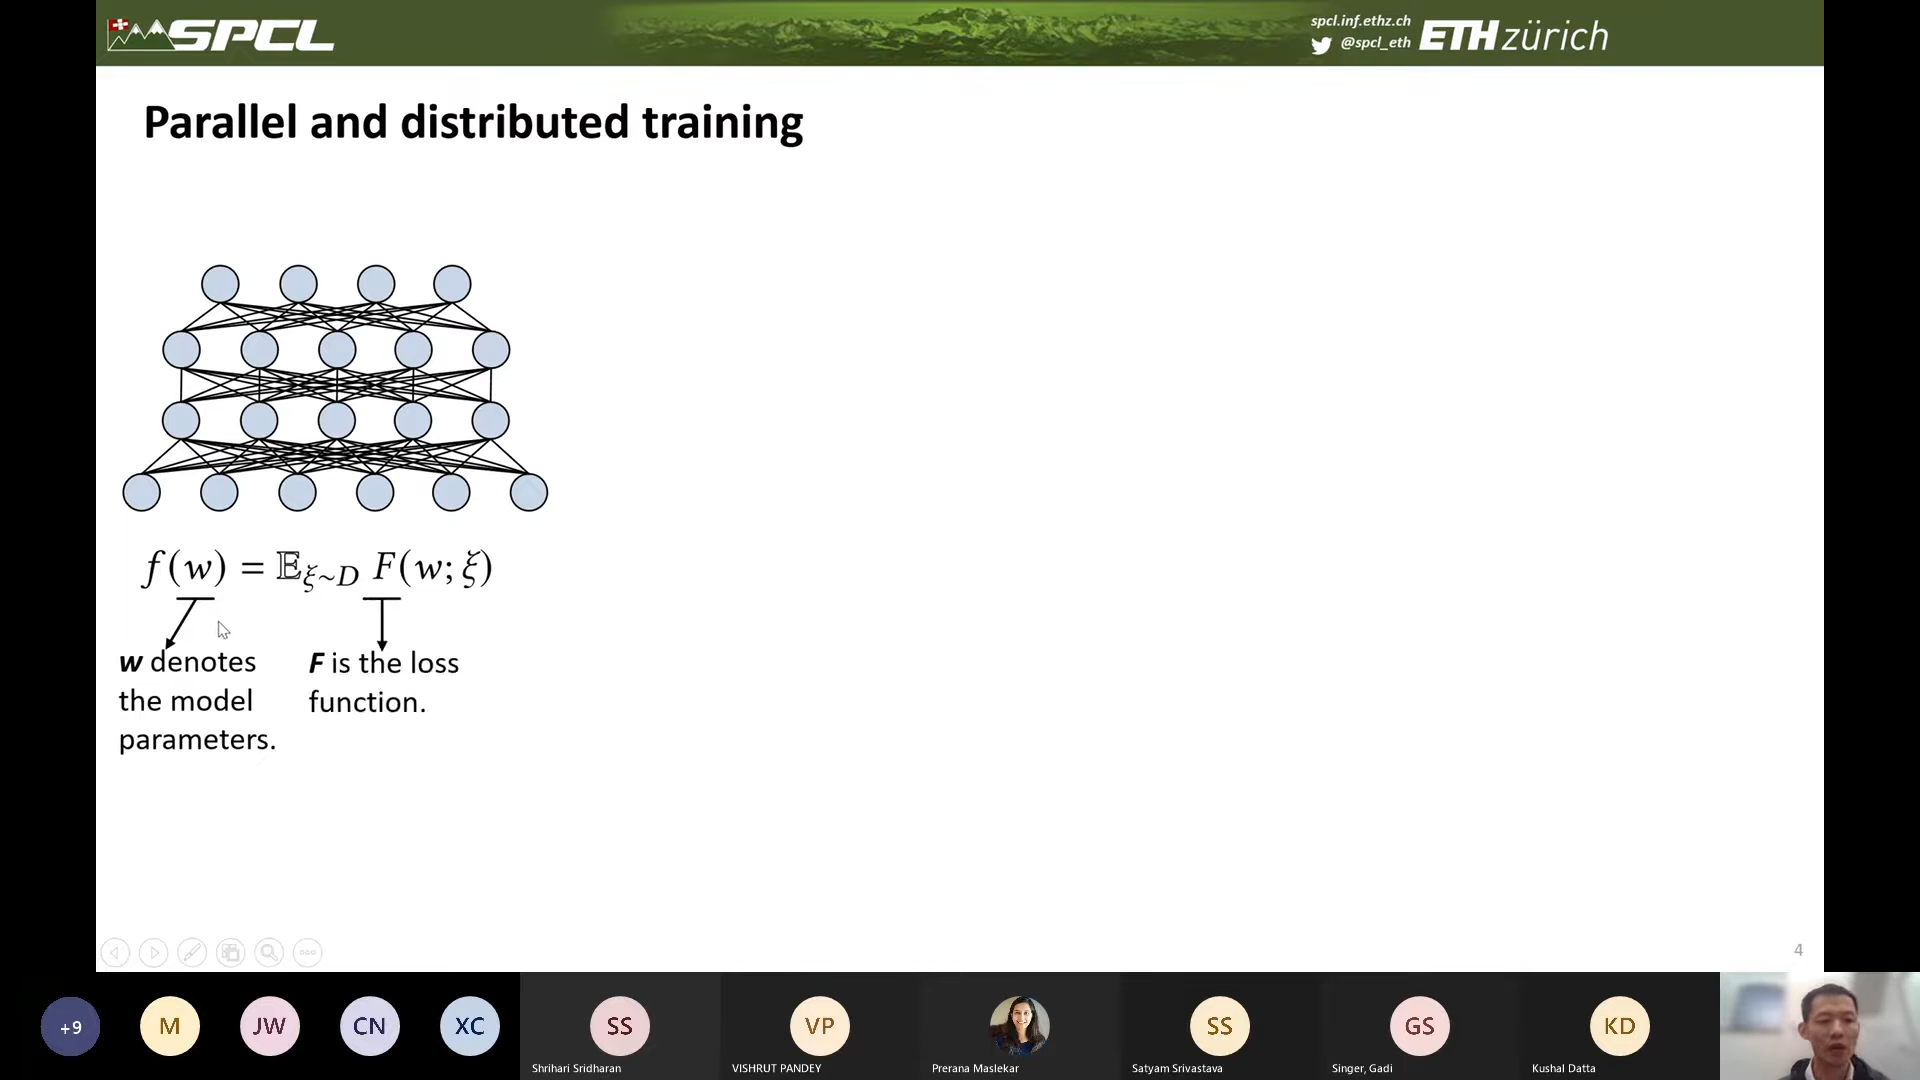 SPCL
spcl.inf.ethz.ch
@spcl_eth
ETH zürich
Parallel and distributed training
f(w) = 𝔼_{ξ~D} F(w; ξ)
w denotes
the model
parameters.
F is the loss
function.
4
+9
M
JW
CN
XC
SS
VP
SS
GS
KD
Shrihari Sridharan
VISHRUT PANDEY
Prerana Maslekar
Satyam Srivastava
Singer, Gadi
Kushal Datta